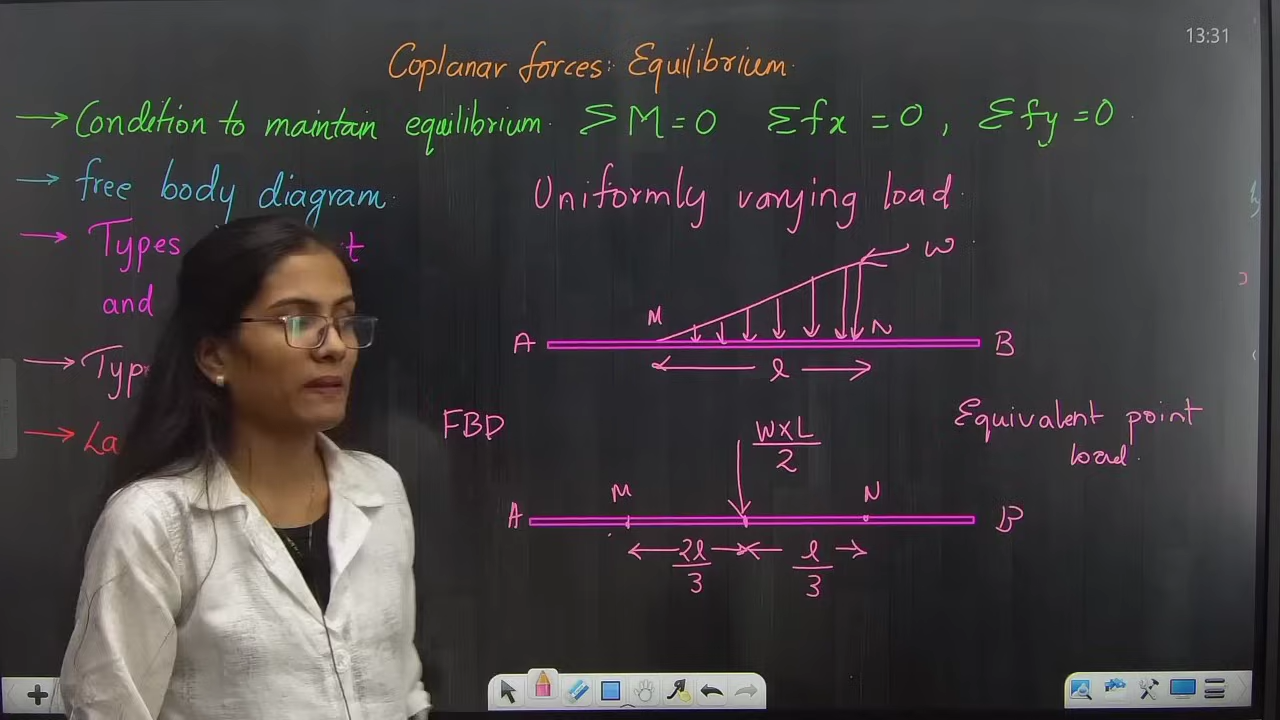 13:31
Coplanar forces: Equilibrium.
→ Condition to maintain equilibrium. ΣM=0 Σfx=0, Σfy=0.
→ free body diagram.
Uniformly varying load.
→ Types t
and
w
M
N
A
B
l
→ Typ
→ La
FBD
W×L
2
Equivalent point
load.
M
N
A
B
2l
3
l
3